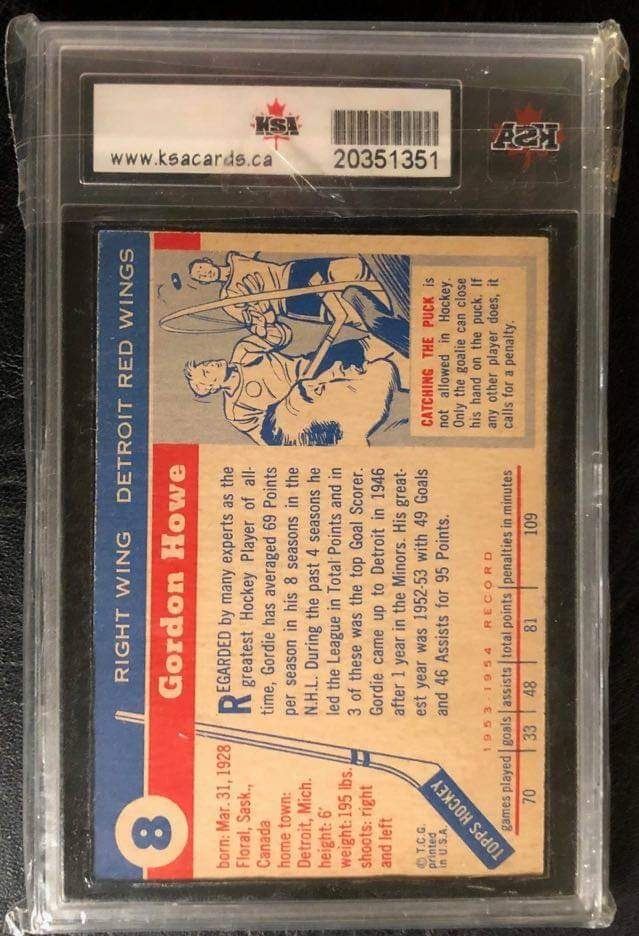 KSA
www.ksacards.ca
20351351
KSA
8
RIGHT WING DETROIT RED WINGS
Gordon Howe
born: Mar. 31, 1928
Floral, Sask.,
Canada
home town:
Detroit, Mich.
height: 6'
weight: 195 lbs.
shoots: right
and left
© T.C.G.
printed
in U.S.A.
TOPPS HOCKEY
REGARDED by many experts as the
greatest Hockey Player of all-
time, Gordie has averaged 69 Points
per season in his 8 seasons in the
N.H.L. During the past 4 seasons he
led the League in Total Points and in
3 of these was the top Goal Scorer.
Gordie came up to Detroit in 1946
after 1 year in the Minors. His great-
est year was 1952-53 with 49 Goals
and 46 Assists for 95 Points.
1953-1954 RECORD
games played goals assists total points penalties in minutes
70 33 48 81 109
CATCHING THE PUCK is
not allowed in Hockey.
Only the goalie can close
his hand on the puck. If
any other player does, it
calls for a penalty.